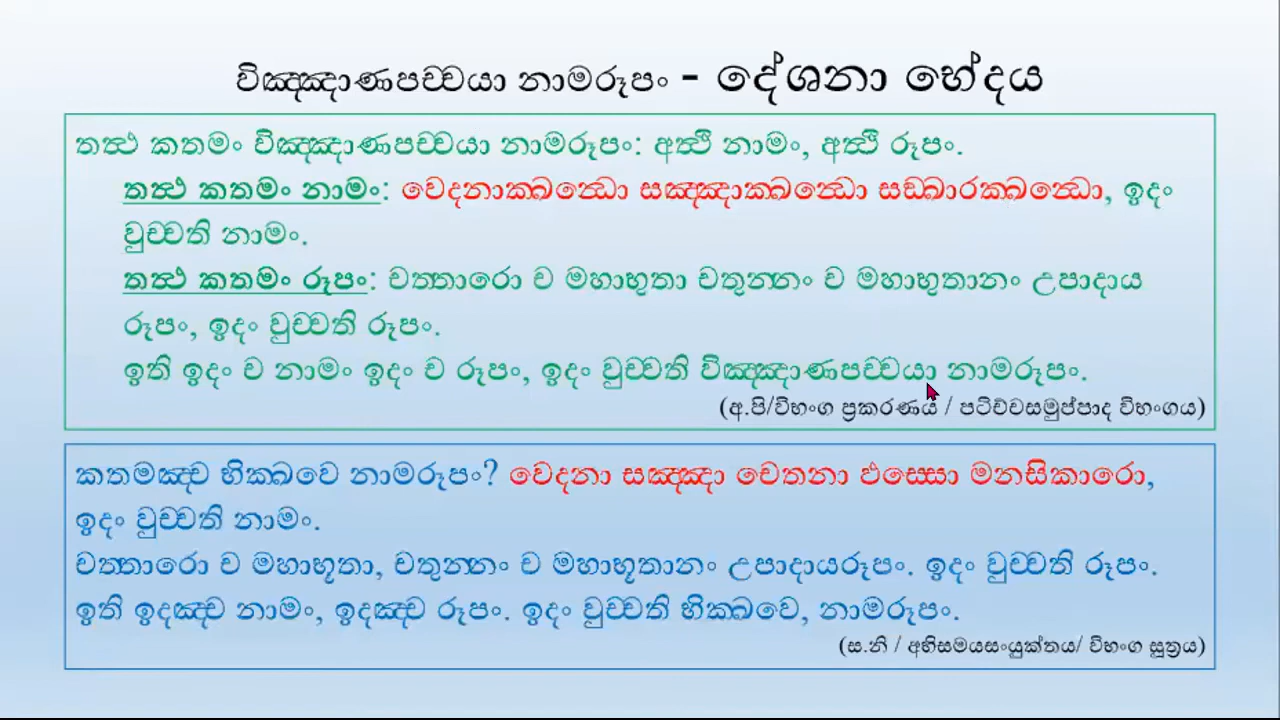 විඤ්ඤාණපච්චයා නාමරූපං - දේශනා භේදය
තත්‍ථ කතමං විඤ්ඤාණපච්චයා නාමරූපං: අත්‍ථි නාමං, අත්‍ථි රූපං.
තත්‍ථ කතමං නාමං: වෙදනාක්‍ඛන්‍ධො සඤ්ඤාක්‍ඛන්‍ධො සඞ්ඛාරක්‍ඛන්‍ධො, ඉදං
වුච්චති නාමං.
තත්‍ථ කතමං රූපං: චත්තාරො ච මහාභුතා චතුන්නං ච මහාභුතානං උපාදාය
රූපං, ඉදං වුච්චති රූපං.
ඉති ඉදං ච නාමං ඉදං ච රූපං, ඉදං වුච්චති විඤ්ඤාණපච්චයා නාමරූපං.
(අ.පි/විභංග ප්‍රකරණය / පටිච්චසමුප්පාද විභංගය)
කතමඤ්ච භික්‍ඛවෙ නාමරූපං? වෙදනා සඤ්ඤා චෙතනා ඵස්සො මනසිකාරො,
ඉදං වුච්චති නාමං.
චත්තාරො ච මහාභූතා, චතුන්නං ච මහාභූතානං උපාදායරූපං. ඉදං වුච්චති රූපං.
ඉති ඉදඤ්ච නාමං, ඉදඤ්ච රූපං. ඉදං වුච්චති භික්‍ඛවෙ, නාමරූපං.
(ස.නි / අභිසමයසංයුක්තය/ විභංග සූත්‍රය)